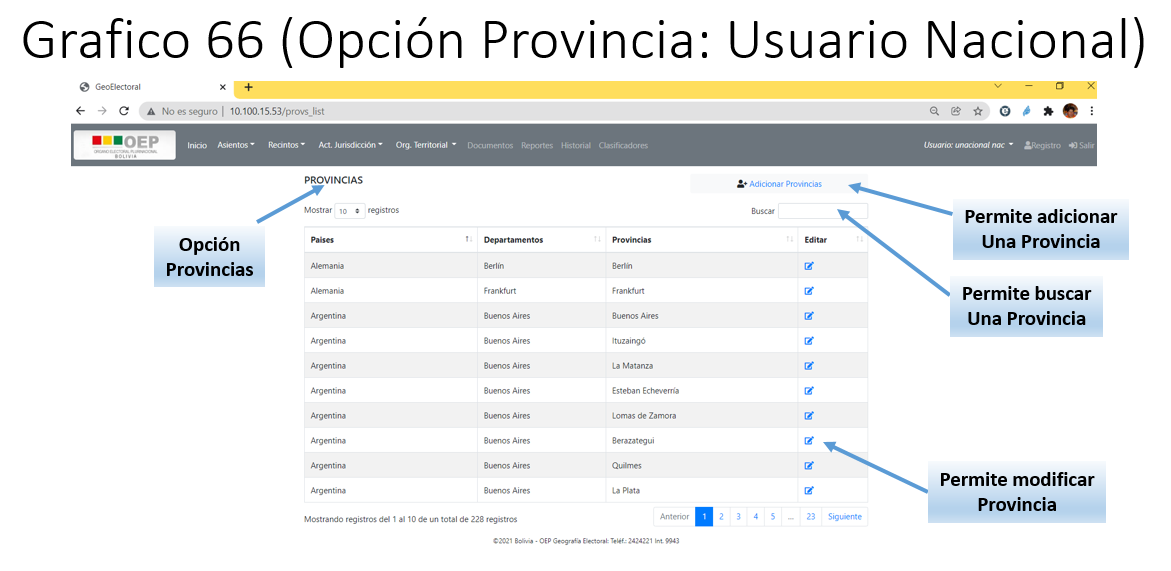 Grafico 66 (Opción Provincia: Usuario Nacional)
GeoElectoral
No es seguro | 10.100.15.53/provs_list
OEP
ÓRGANO ELECTORAL PLURINACIONAL
BOLIVIA
Inicio Asientos Recintos Act. Jurisdicción Org. Territorial Documentos Reportes Historial Clasificadores
Usuario: unacional nac Registro Salir
PROVINCIAS
Adicionar Provincias
Mostrar 10 registros
Buscar
Opción
Provincias
Permite adicionar
Una Provincia
Permite buscar
Una Provincia
Permite modificar
Provincia
Paises Departamentos Provincias Editar
Alemania Berlín Berlín
Alemania Frankfurt Frankfurt
Argentina Buenos Aires Buenos Aires
Argentina Buenos Aires Ituzaingó
Argentina Buenos Aires La Matanza
Argentina Buenos Aires Esteban Echeverría
Argentina Buenos Aires Lomas de Zamora
Argentina Buenos Aires Berazategui
Argentina Buenos Aires Quilmes
Argentina Buenos Aires La Plata
Mostrando registros del 1 al 10 de un total de 228 registros
Anterior 1 2 3 4 5 ... 23 Siguiente
©2021 Bolivia - OEP Geografía Electoral: Teléf.: 2424221 Int. 9943